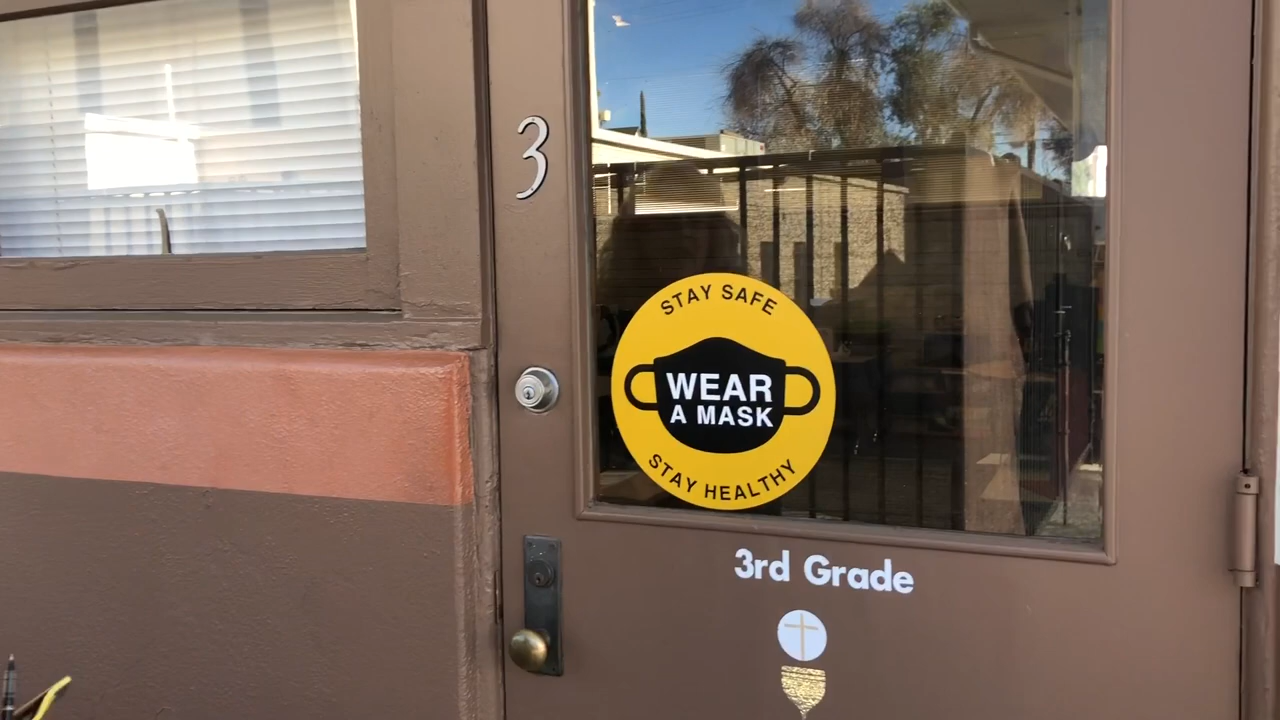 3
STAY SAFE
WEAR
A MASK
STAY HEALTHY
3rd Grade